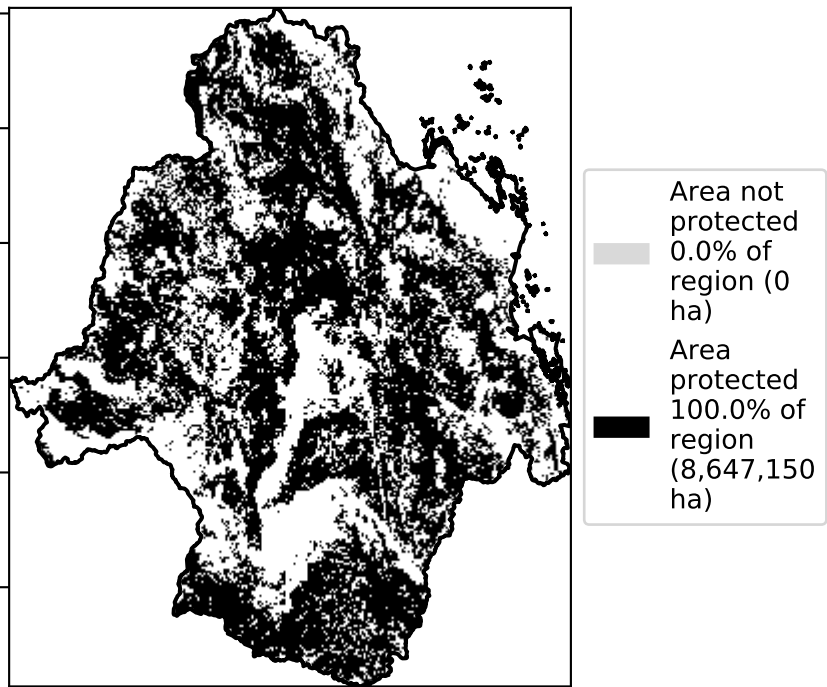 Area not
protected
0.0% of
region (0
ha)
Area
protected
100.0% of
region
(8,647,150
ha)